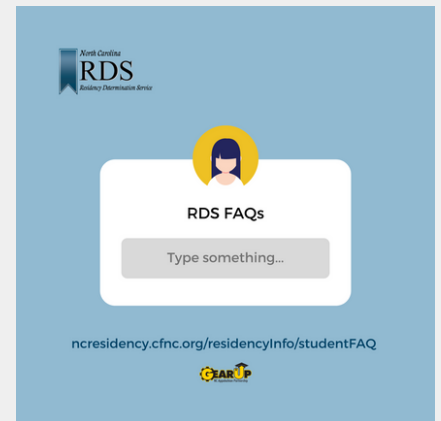 North Carolina
RDS
Residency Determination Service
RDS FAQs
Type something...
ncresidency.cfnc.org/residencyInfo/studentFAQ
GEAR UP